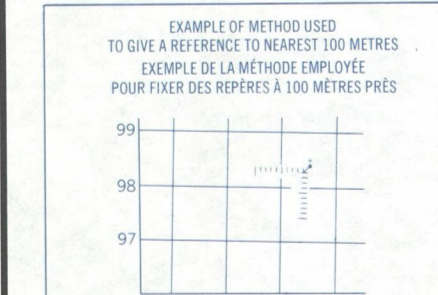 EXAMPLE OF METHOD USED
TO GIVE A REFERENCE TO NEAREST 100 METRES
EXEMPLE DE LA MÉTHODE EMPLOYÉE
POUR FIXER DES REPÈRES À 100 MÈTRES PRÈS
99
98
97